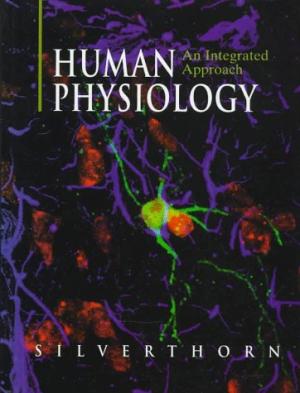 HUMAN
PHYSIOLOGY
An Integrated
Approach
SILVERTHORN